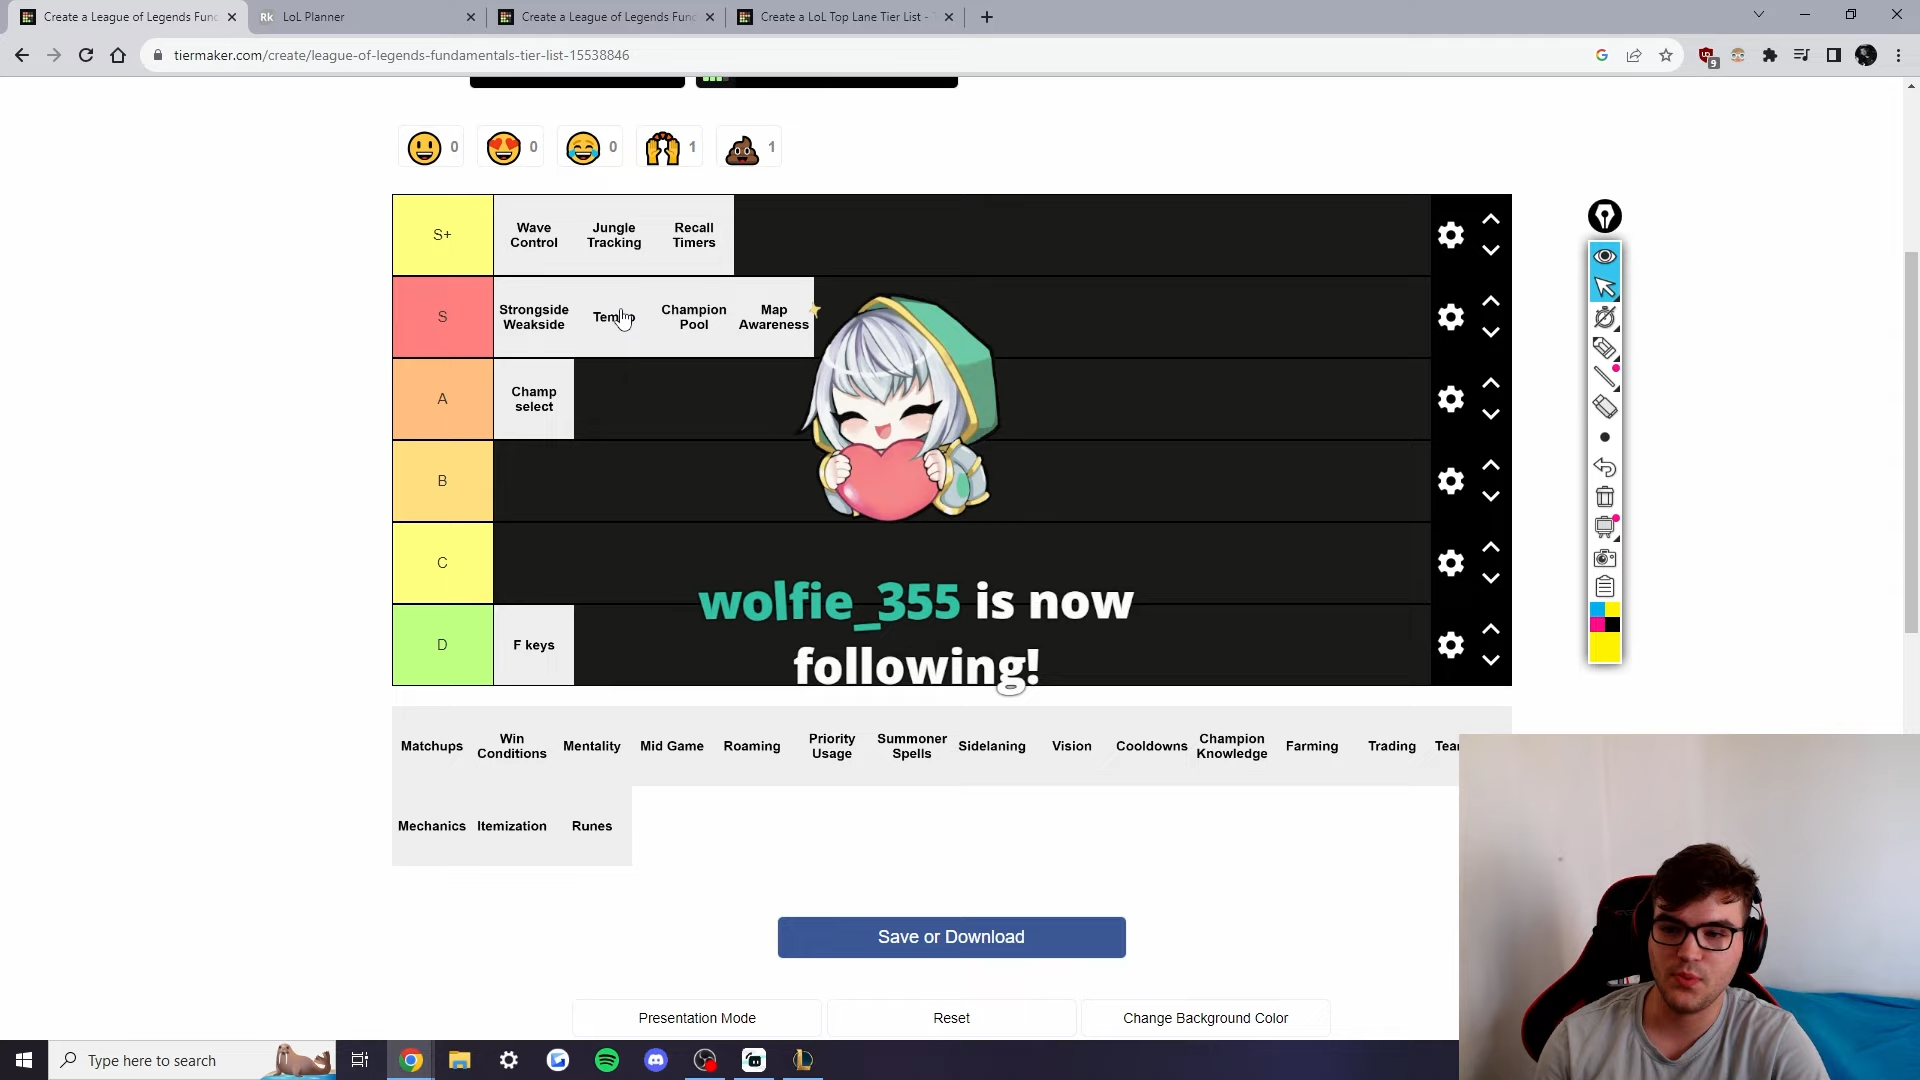 Create a League of Legends Func
LoL Planner
Create a League of Legends Func
Create a LoL Top Lane Tier List -
tiermaker.com/create/league-of-legends-fundamentals-tier-list-15538846
9
0
0
0
1
1
S+
Wave
Control
Jungle
Tracking
Recall
Timers
S
Strongside
Weakside
Champion
Pool
Map
Awareness
A
Champ
select
B
C
wolfie_355 is now
following!
D
F keys
Matchups
Win
Conditions
Mentality
Mid Game
Roaming
Priority
Usage
Summoner
Spells
Sidelaning
Vision
Cooldowns
Champion
Knowledge
Farming
Trading
Mechanics
Itemization
Runes
Save or Download
Presentation Mode
Reset
Change Background Color
Type here to search